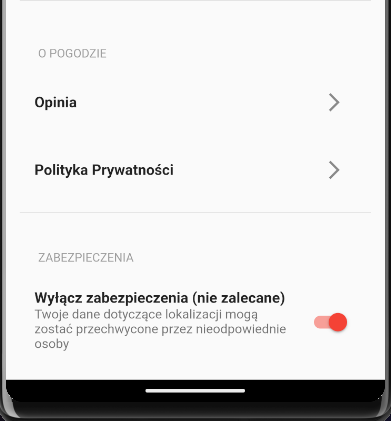 O POGODZIE
Opinia
Polityka Prywatności
ZABEZPIECZENIA
Wyłącz zabezpieczenia (nie zalecane)
Twoje dane dotyczące lokalizacji mogą
zostać przechwycone przez nieodpowiednie
osoby